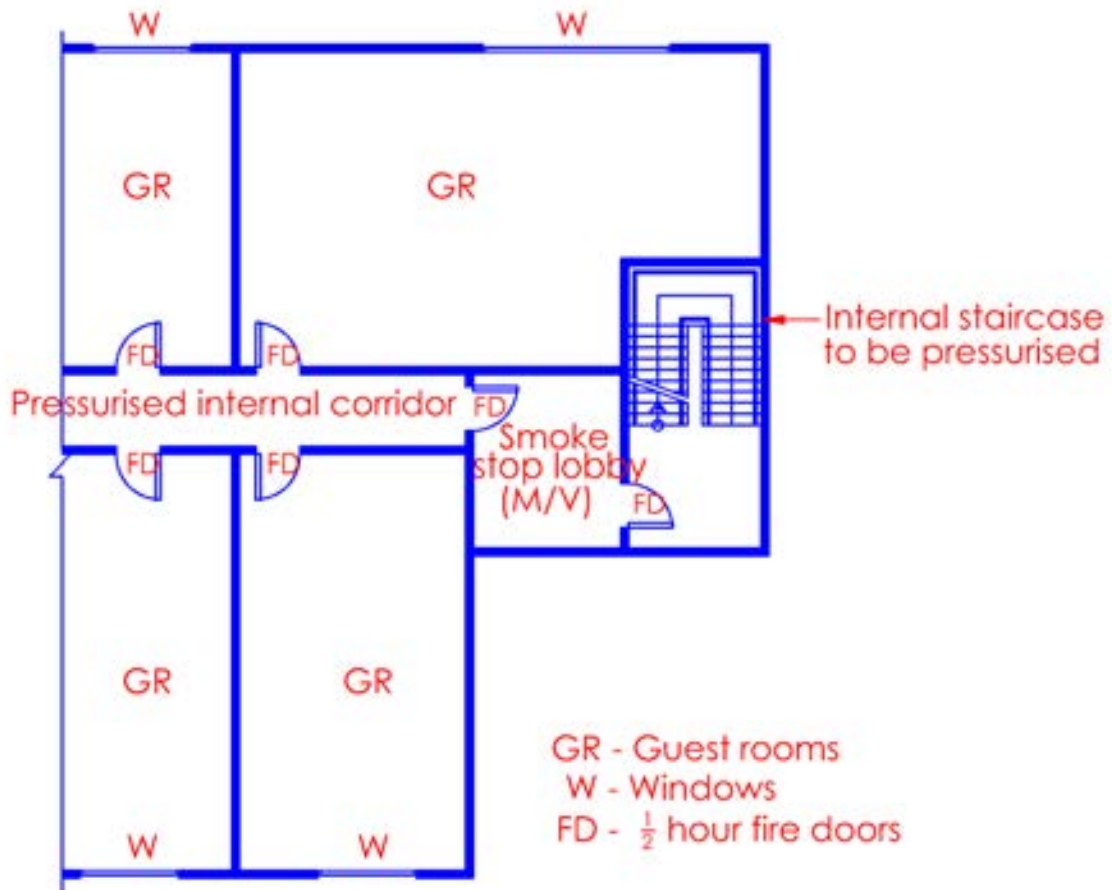 W
W
GR
GR
Internal staircase
to be pressurised
FD
FD
Pressurised internal corridor
FD
Smoke
stop lobby
(M/V)
FD
FD
FD
GR
GR
GR - Guest rooms
W - Windows
FD - ½ hour fire doors
W
W